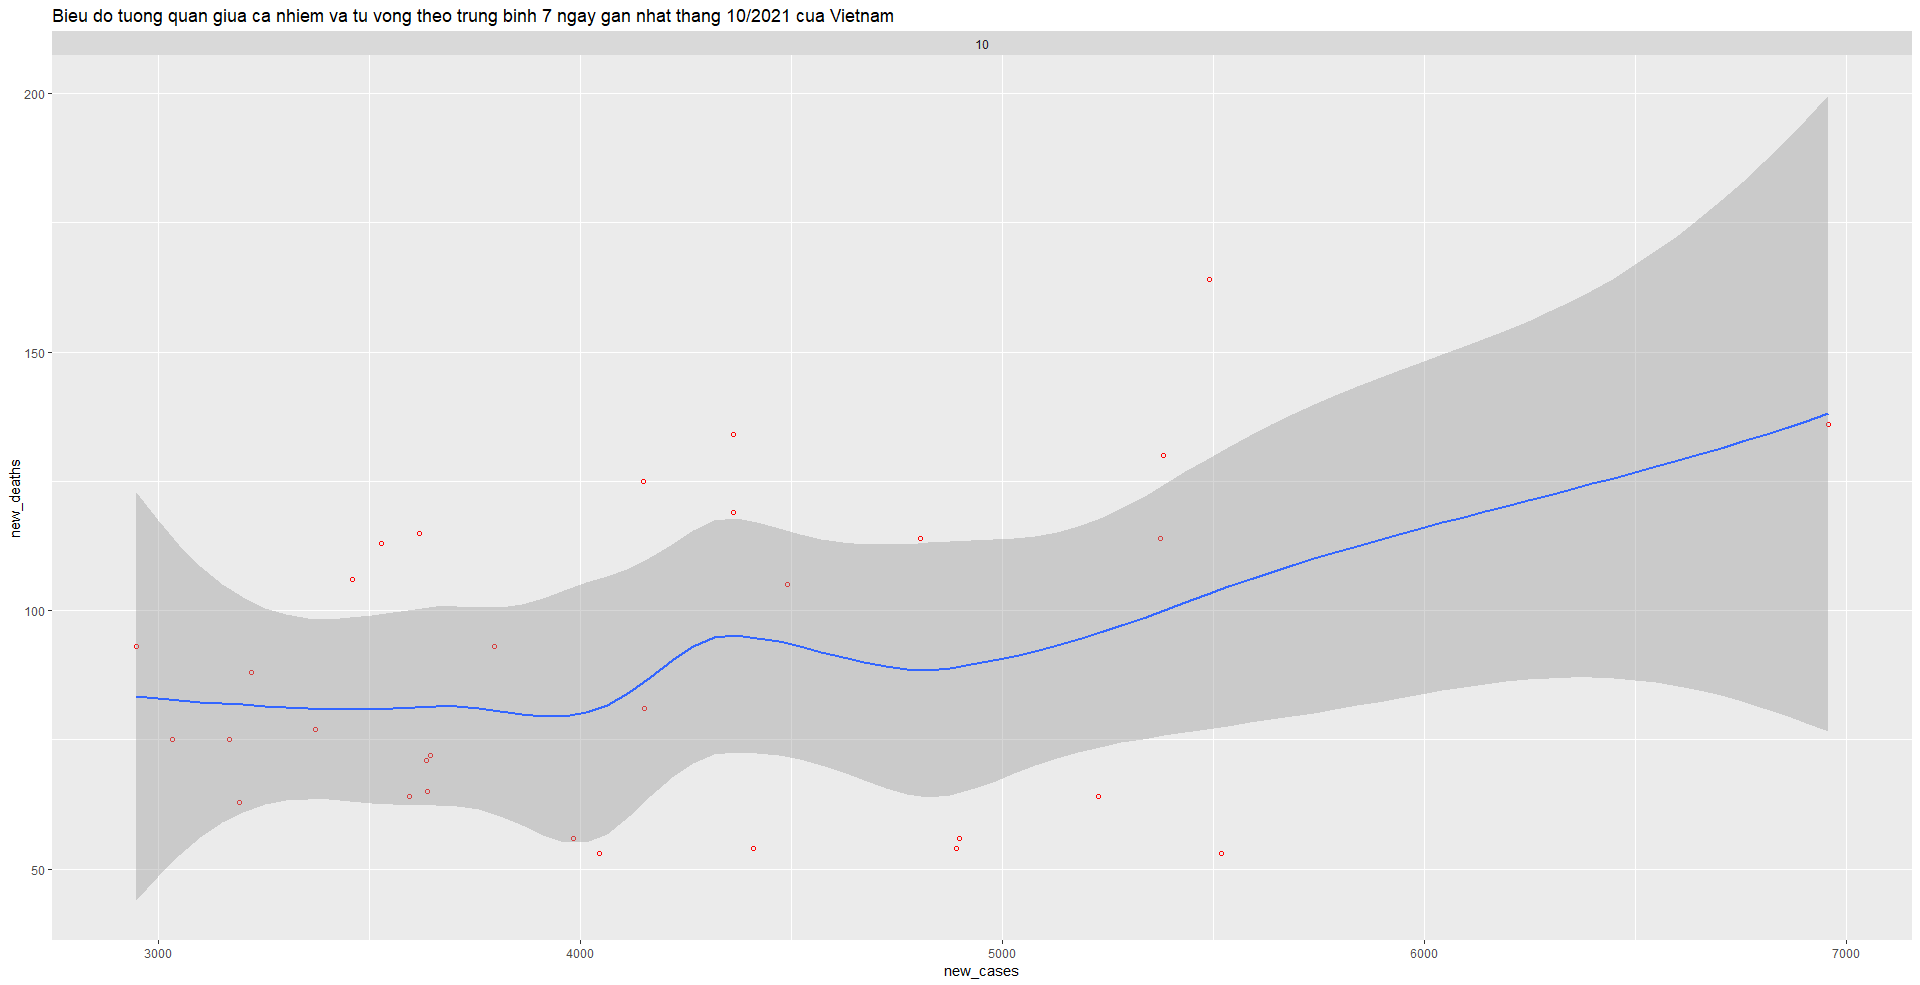 Bieu do tuong quan giua ca nhiem va tu vong theo trung binh 7 ngay gan nhat thang 10/2021 cua Vietnam
10
200
150
100
50
new_deaths
3000 4000 5000 6000 7000
new_cases